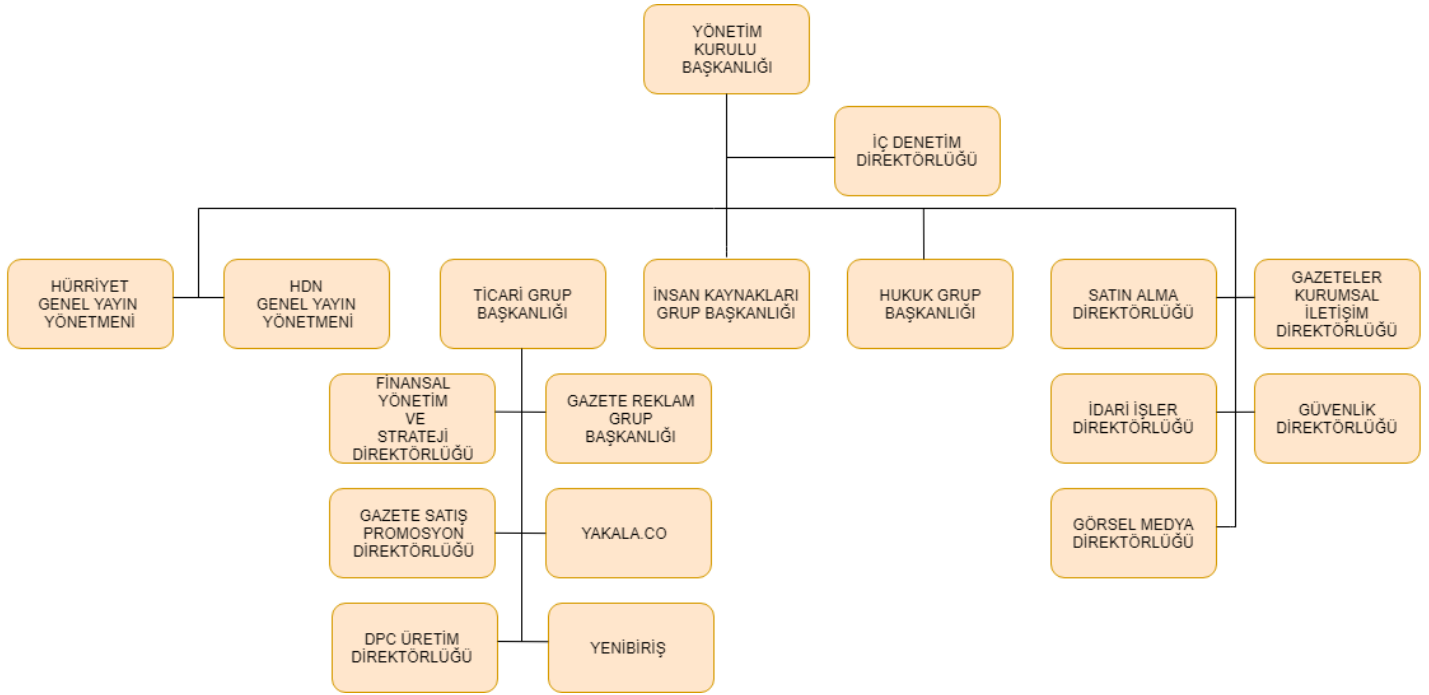 YÖNETİM
KURULU
BAŞKANLIĞI
İÇ DENETİM
DİREKTÖRLÜĞÜ
HÜRRİYET
GENEL YAYIN
YÖNETMENİ
HDN
GENEL YAYIN
YÖNETMENİ
TİCARİ GRUP
BAŞKANLIĞI
İNSAN KAYNAKLARI
GRUP BAŞKANLIĞI
HUKUK GRUP
BAŞKANLIĞI
SATIN ALMA
DİREKTÖRLÜĞÜ
GAZETELER
KURUMSAL
İLETİŞİM
DİREKTÖRLÜĞÜ
FİNANSAL
YÖNETİM
VE
STRATEJİ
DİREKTÖRLÜĞÜ
GAZETE REKLAM
GRUP
BAŞKANLIĞI
İDARİ İŞLER
DİREKTÖRLÜĞÜ
GÜVENLİK
DİREKTÖRLÜĞÜ
GAZETE SATIŞ
PROMOSYON
DİREKTÖRLÜĞÜ
YAKALA.CO
GÖRSEL MEDYA
DİREKTÖRLÜĞÜ
DPC ÜRETİM
DİREKTÖRLÜĞÜ
YENİBİRİŞ